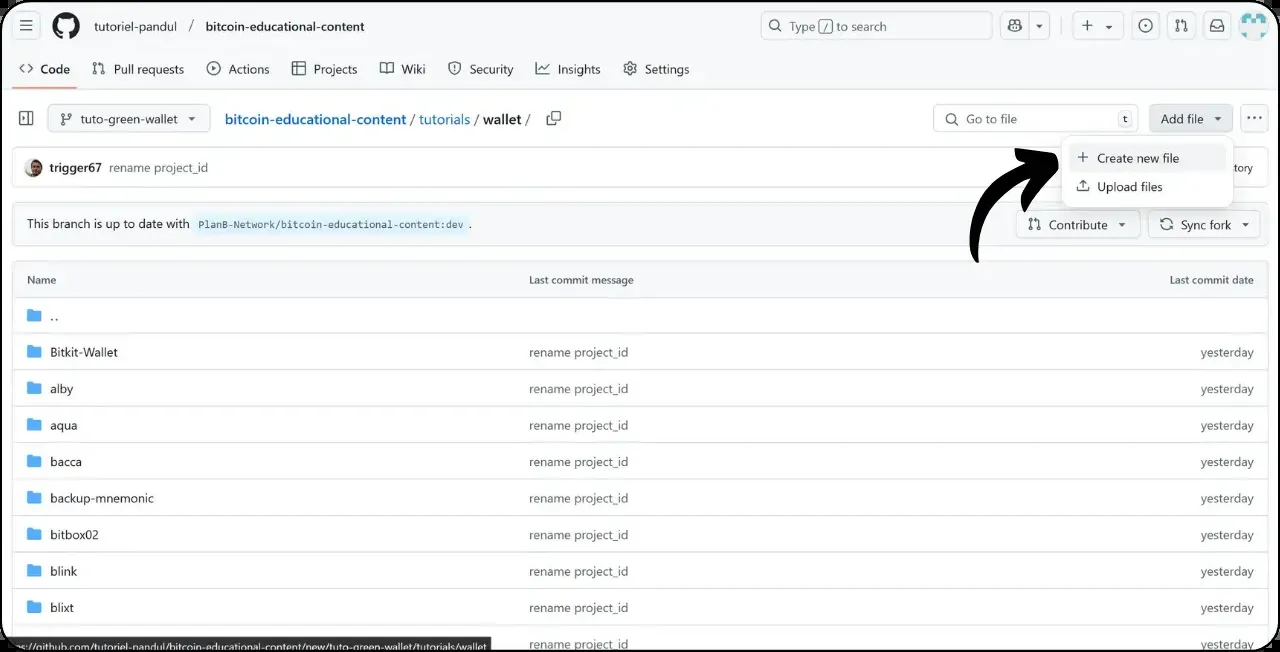 tutoriel-pandul / bitcoin-educational-content
Type / to search
Code Pull requests Actions Projects Wiki Security Insights Settings
tuto-green-wallet bitcoin-educational-content / tutorials / wallet / Go to file t Add file
trigger67 rename project_id
Create new file
Upload files
This branch is up to date with PlanB-Network/bitcoin-educational-content:dev .
Contribute Sync fork
Name Last commit message Last commit date
..
Bitkit-Wallet rename project_id yesterday
alby rename project_id yesterday
aqua rename project_id yesterday
bacca rename project_id yesterday
backup-mnemonic rename project_id yesterday
bitbox02 rename project_id yesterday
blink rename project_id yesterday
blixt rename project_id yesterday
rename project_id yesterday
ps://github.com/tutoriel-pandul/bitcoin-educational-content/new/tuto-green-wallet/tutorials/wallet